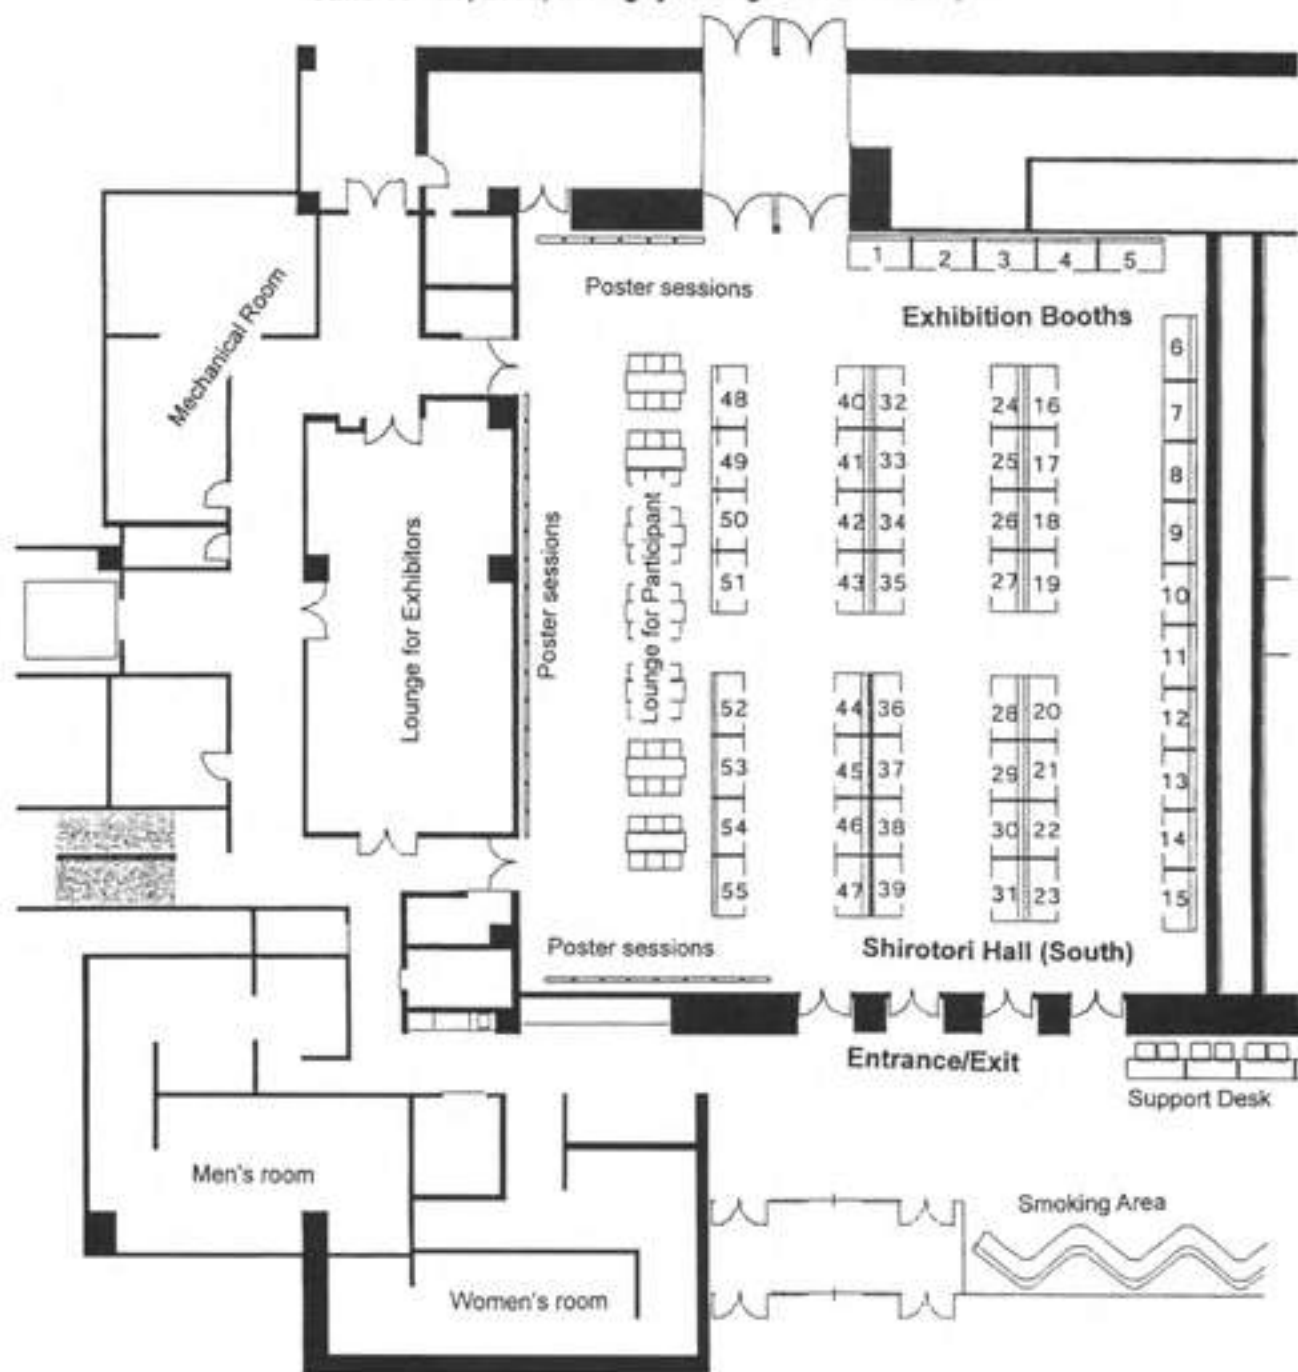 1 2 3 4 5
Poster sessions
Exhibition Booths
Mechanical Room
6
7
8
9
10
11
12
13
14
15
48
49
50
51
40 32
41 33
42 34
43 35
24 16
25 17
26 18
27 19
Lounge for Exhibitors
Poster sessions
Lounge for Participant
52
53
54
55
44 36
45 37
46 38
47 39
28 20
29 21
30 22
31 23
Poster sessions
Shirotori Hall (South)
Entrance/Exit
Support Desk
Men's room
Smoking Area
Women's room